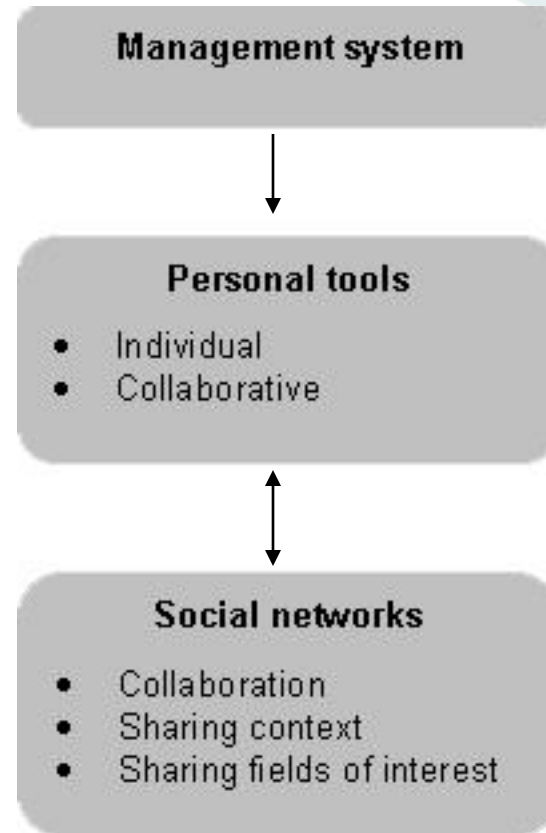 Management system
Personal tools
• Individual
• Collaborative
Social networks
• Collaboration
• Sharing context
• Sharing fields of interest